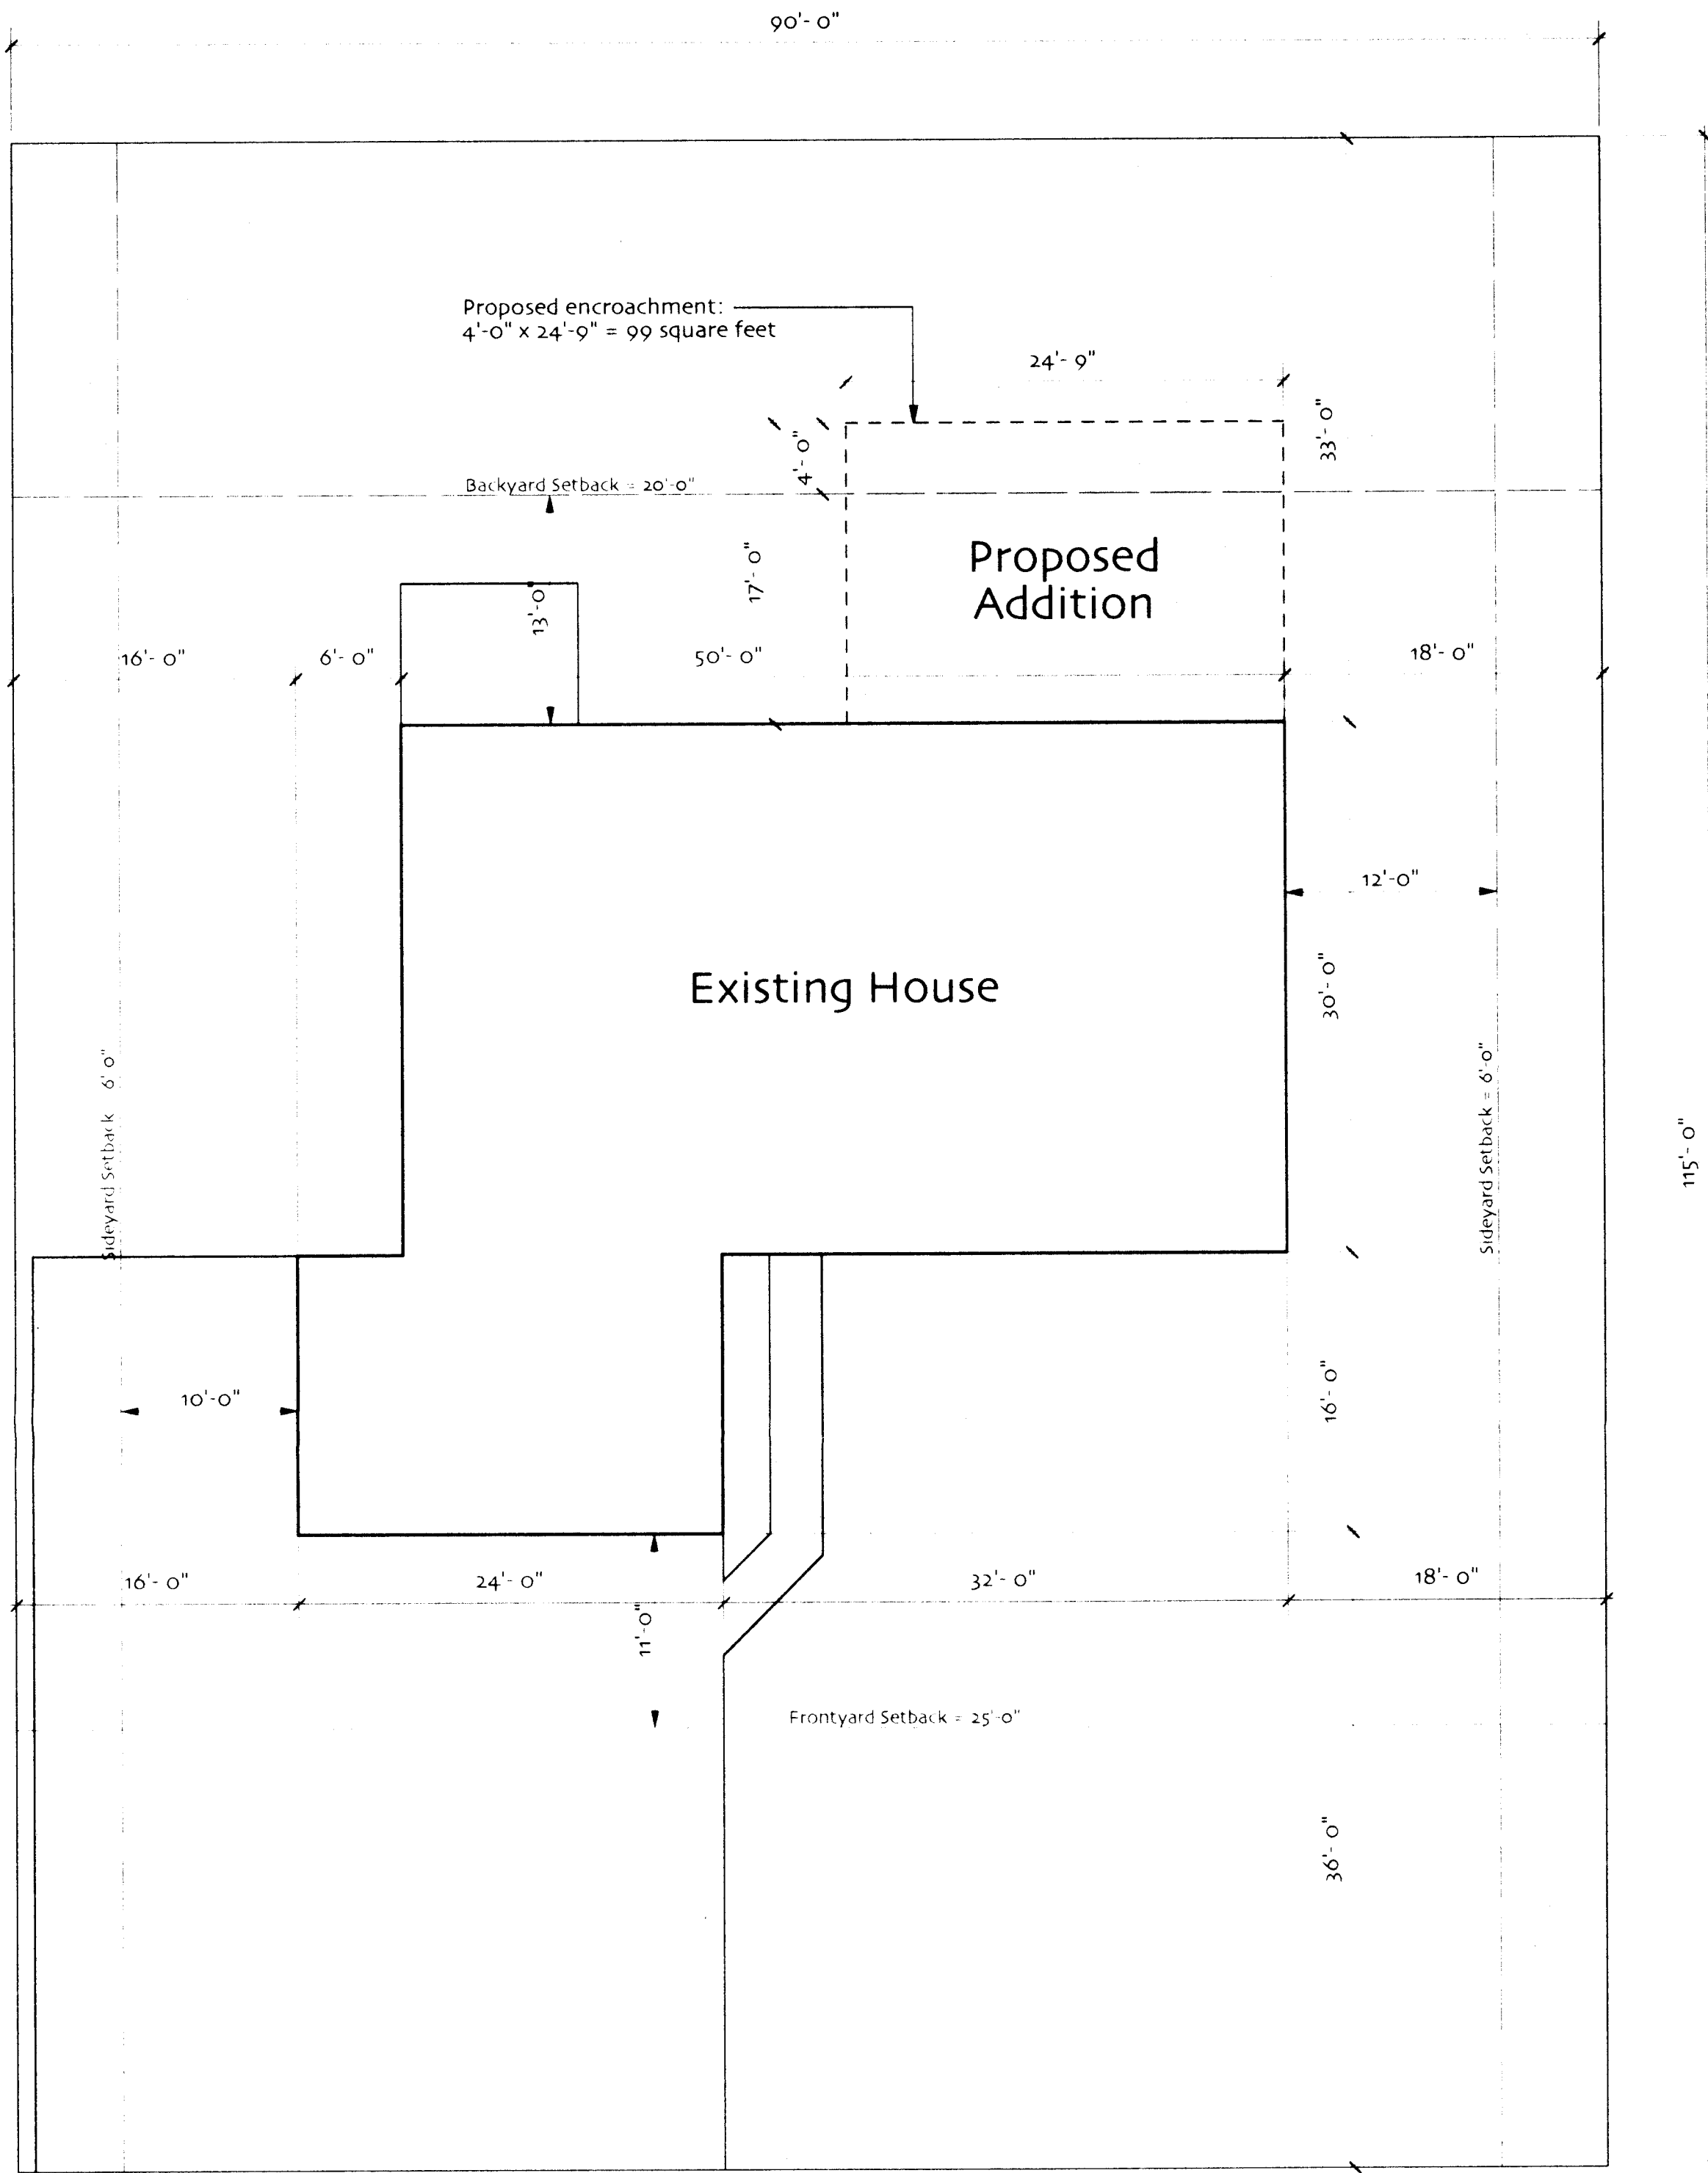 90'- 0"
Proposed encroachment:
4'-0" x 24'-9" = 99 square feet
24'- 9"
33'- 0"
4'- 0"
Backyard Setback = 20'-0"
Proposed
Addition
17'- 0"
13'-0"
16'- 0"
6'- 0"
50'- 0"
18'- 0"
12'-0"
Existing House
30'- 0"
Sideyard Setback 6' 0"
Sideyard Setback = 6'-0"
115'- 0"
10'-0"
16'- 0"
16'- 0"
24'- 0"
32'- 0"
18'- 0"
11'-0"
Frontyard Setback = 25'-0"
36'- 0"